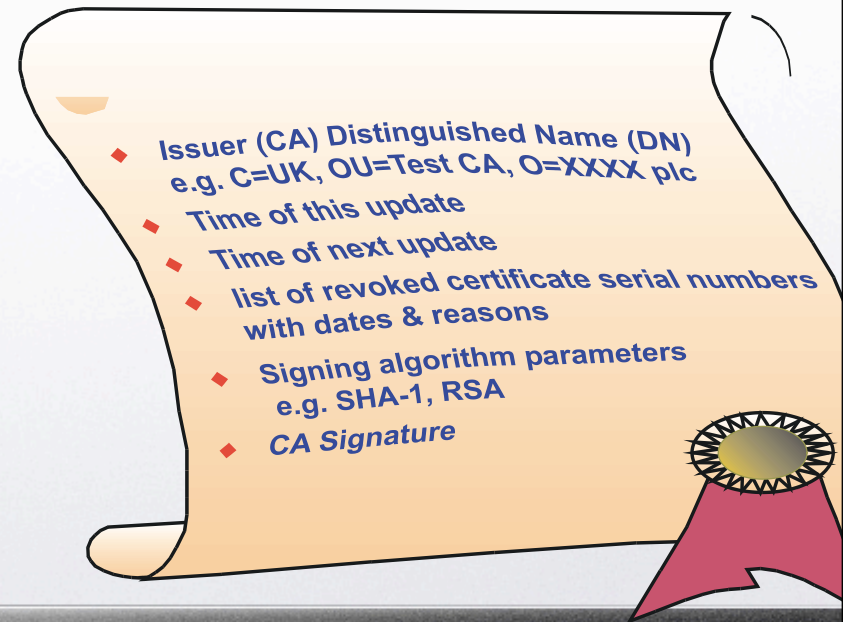 Issuer (CA) Distinguished Name (DN)
e.g. C=UK, OU=Test CA, O=XXXX plc
Time of this update
Time of next update
list of revoked certificate serial numbers
with dates & reasons
Signing algorithm parameters
e.g. SHA-1, RSA
CA Signature